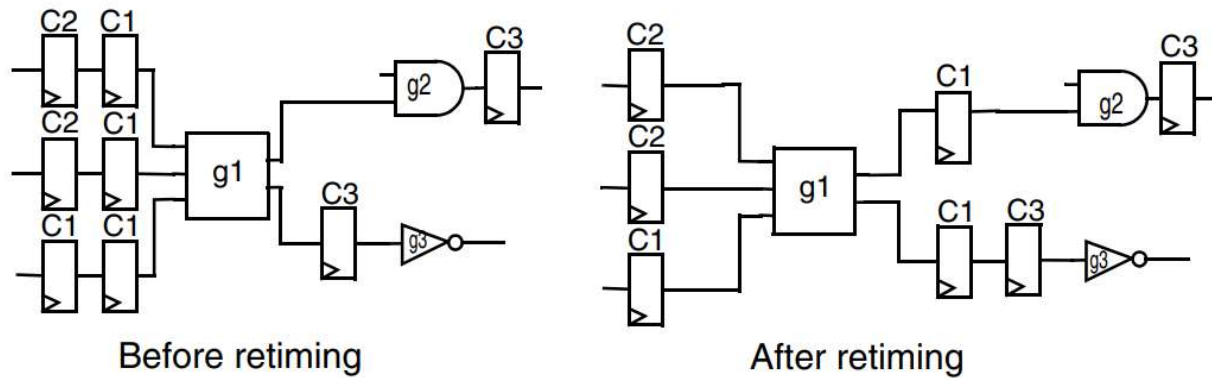 C2 C1
C3
g2
C2 C1
g1
C1 C1
C3
g3
Before retiming
C2
C1
C3
g2
C2
g1
C1
C1 C3
g3
After retiming